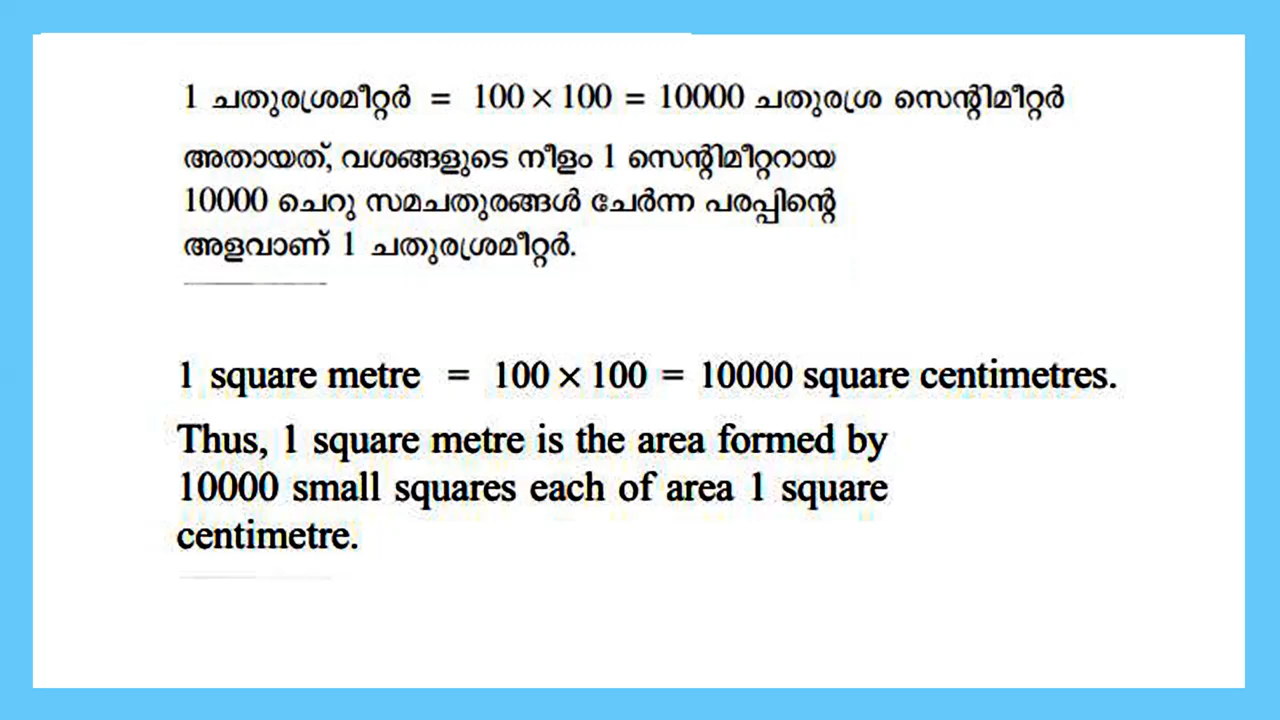 1 ചതുരശ്രമീറ്റർ = 100 × 100 = 10000 ചതുരശ്ര സെന്റിമീറ്റർ
അതായത്, വശങ്ങളുടെ നീളം 1 സെന്റിമീറ്ററായ
10000 ചെറു സമചതുരങ്ങൾ ചേർന്ന പരപ്പിന്റെ
അളവാണ് 1 ചതുരശ്രമീറ്റർ.
1 square metre = 100 × 100 = 10000 square centimetres.
Thus, 1 square metre is the area formed by
10000 small squares each of area 1 square
centimetre.